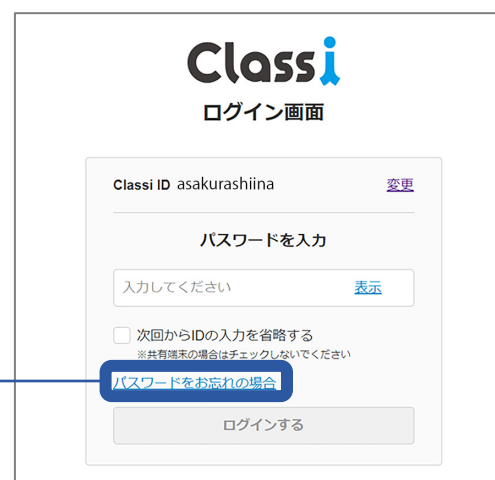 Classi
ログイン画面
Classi ID asakurashiina 変更
パスワードを入力
入力してください 表示
次回からIDの入力を省略する
※共有端末の場合はチェックしないでください
パスワードをお忘れの場合
ログインする